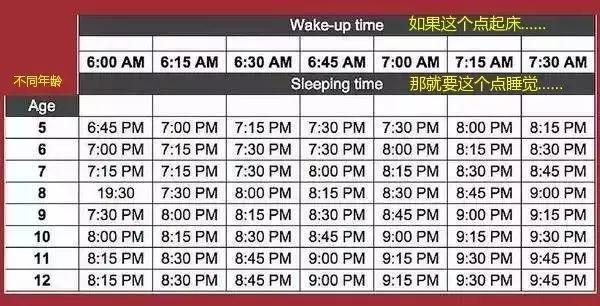 Wake-up time 如果这个点起床......
6:00 AM 6:15 AM 6:30 AM 6:45 AM 7:00 AM 7:15 AM 7:30 AM
不同年龄 Sleeping time 那就要这个点睡觉......
Age
5 6:45 PM 7:00 PM 7:15 PM 7:30 PM 7:30 PM 8:00 PM 8:15 PM
6 7:00 PM 7:15 PM 7:30 PM 7:30 PM 8:00 PM 8:15 PM 8:30 PM
7 7:15 PM 7:15 PM 7:30 PM 8:00 PM 8:15 PM 8:30 PM 8:45 PM
8 19:30 7:30 PM 8:00 PM 8:15 PM 8:30 PM 8:45 PM 9:00 PM
9 7:30 PM 8:00 PM 8:15 PM 8:30 PM 8:45 PM 9:00 PM 9:15 PM
10 8:00 PM 8:15 PM 8:30 PM 8:45 PM 9:00 PM 9:15 PM 9:30 PM
11 8:15 PM 8:30 PM 8:45 PM 9:00 PM 9:15 PM 9:30 PM 9:45 PM
12 8:15 PM 8:30 PM 8:45 PM 9:00 PM 9:15 PM 9:30 PM 9:45 PM